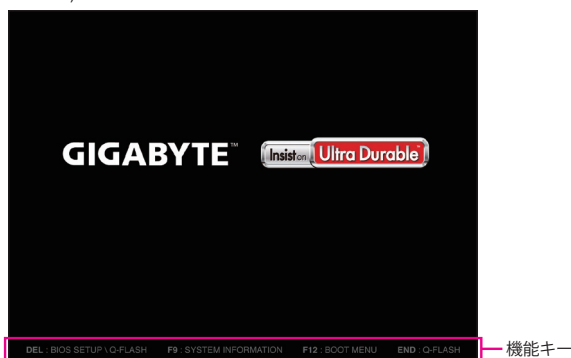 GIGABYTE™
Insist on Ultra Durable™
DEL : BIOS SETUP \ Q-FLASH F9 : SYSTEM INFORMATION F12 : BOOT MENU END : Q-FLASH
機能キー